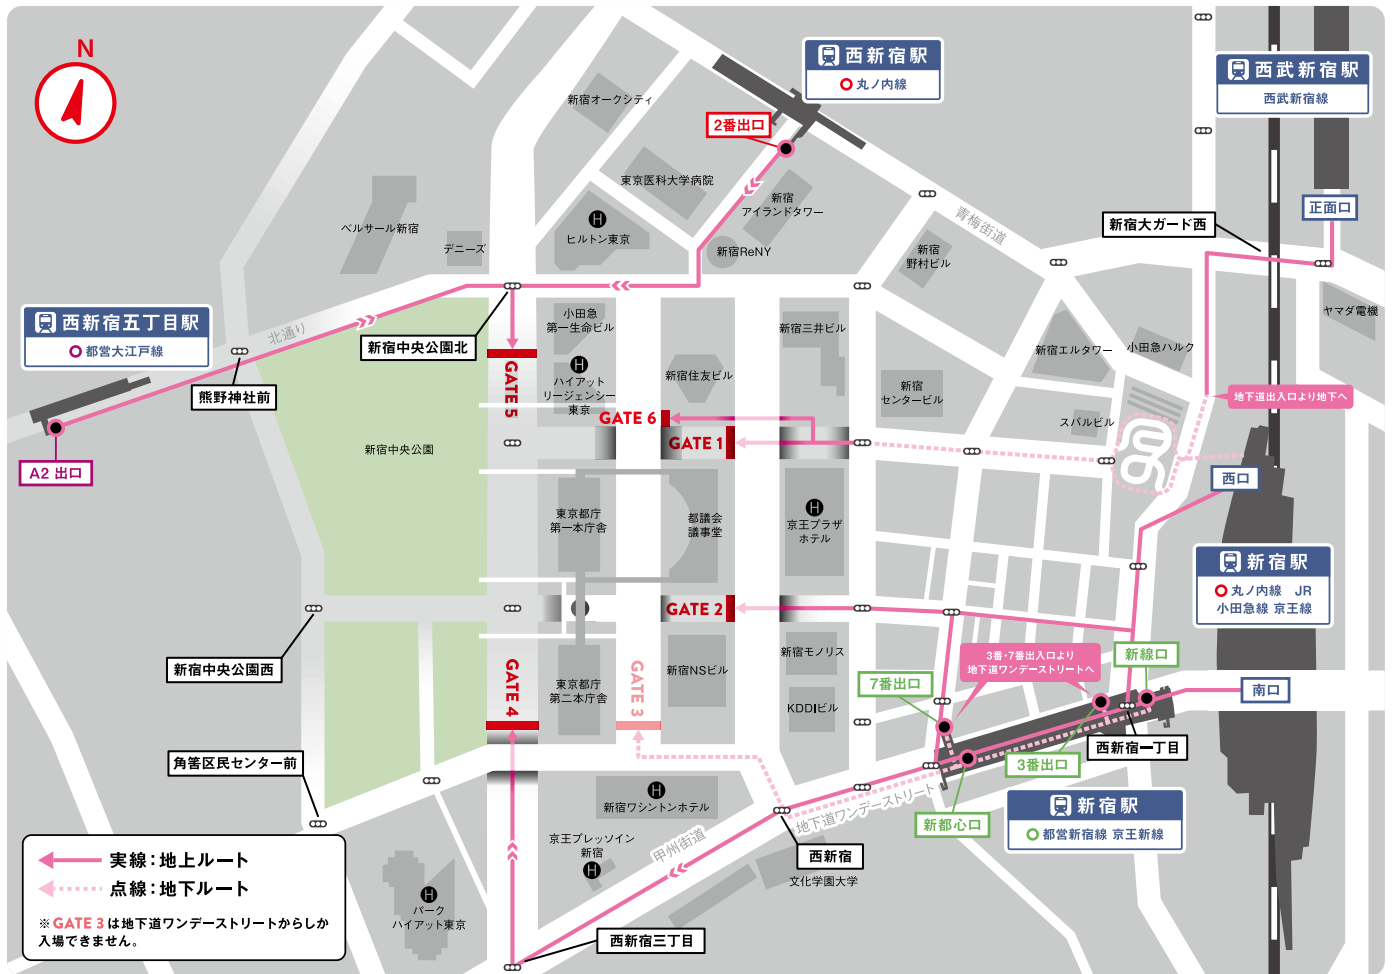 N
西新宿駅
丸ノ内線
2番出口
西武新宿駅
西武新宿線
正面口
新宿大ガード西
青梅街道
新宿オークシティ
東京医科大学病院
新宿
アイランドタワー
新宿ReNY
新宿
野村ビル
ベルサール新宿
デニーズ
H
ヒルトン東京
西新宿五丁目駅
都営大江戸線
北通り
熊野神社前
A2 出口
新宿中央公園北
小田急
第一生命ビル
H
ハイアット
リージェンシー
東京
GATE 5
GATE 6
GATE 1
新宿三井ビル
新宿住友ビル
新宿
センタービル
新宿エルタワー
小田急ハルク
ヤマダ電機
スバルビル
地下道出入口より地下へ
西口
新宿中央公園
東京都庁
第一本庁舎
都議会
議事堂
H
京王プラザ
ホテル
新宿駅
丸ノ内線 JR
小田急線 京王線
GATE 2
新宿中央公園西
GATE 4
東京都庁
第二本庁舎
GATE 3
新宿NSビル
新宿モノリス
KDDIビル
3番・7番出入口より
地下道ワンデーストリートへ
新線口
7番出口
南口
西新宿一丁目
3番出口
新都心口
新宿駅
都営新宿線 京王新線
角筈区民センター前
H
新宿ワシントンホテル
京王プレッソイン
新宿
H
甲州街道
地下道ワンデーストリート
西新宿
文化学園大学
H
パーク
ハイアット東京
西新宿三丁目
実線：地上ルート
点線：地下ルート
※ GATE 3 は地下道ワンデーストリートからしか
入場できません。